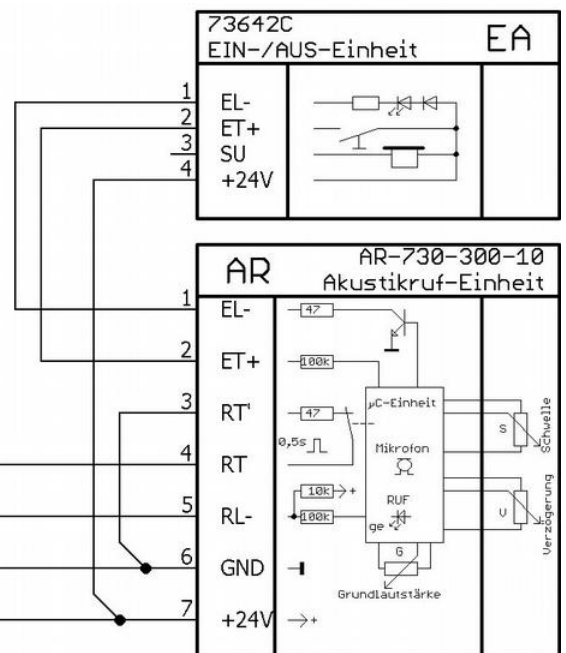 73642C
EIN-/AUS-Einheit
EA
1 EL-
2 ET+
3 SU
4 +24V
AR
AR-730-300-10
Akustikruf-Einheit
1 EL- 47
2 ET+ 100k
µC-Einheit
3 RT' 47
S
Schwelle
0,5s
Mikrofon
4 RT
10k +
RUF
5 RL- 100k
ge
V
Verzögerung
G
6 GND
Grundlautstärke
7 +24V +